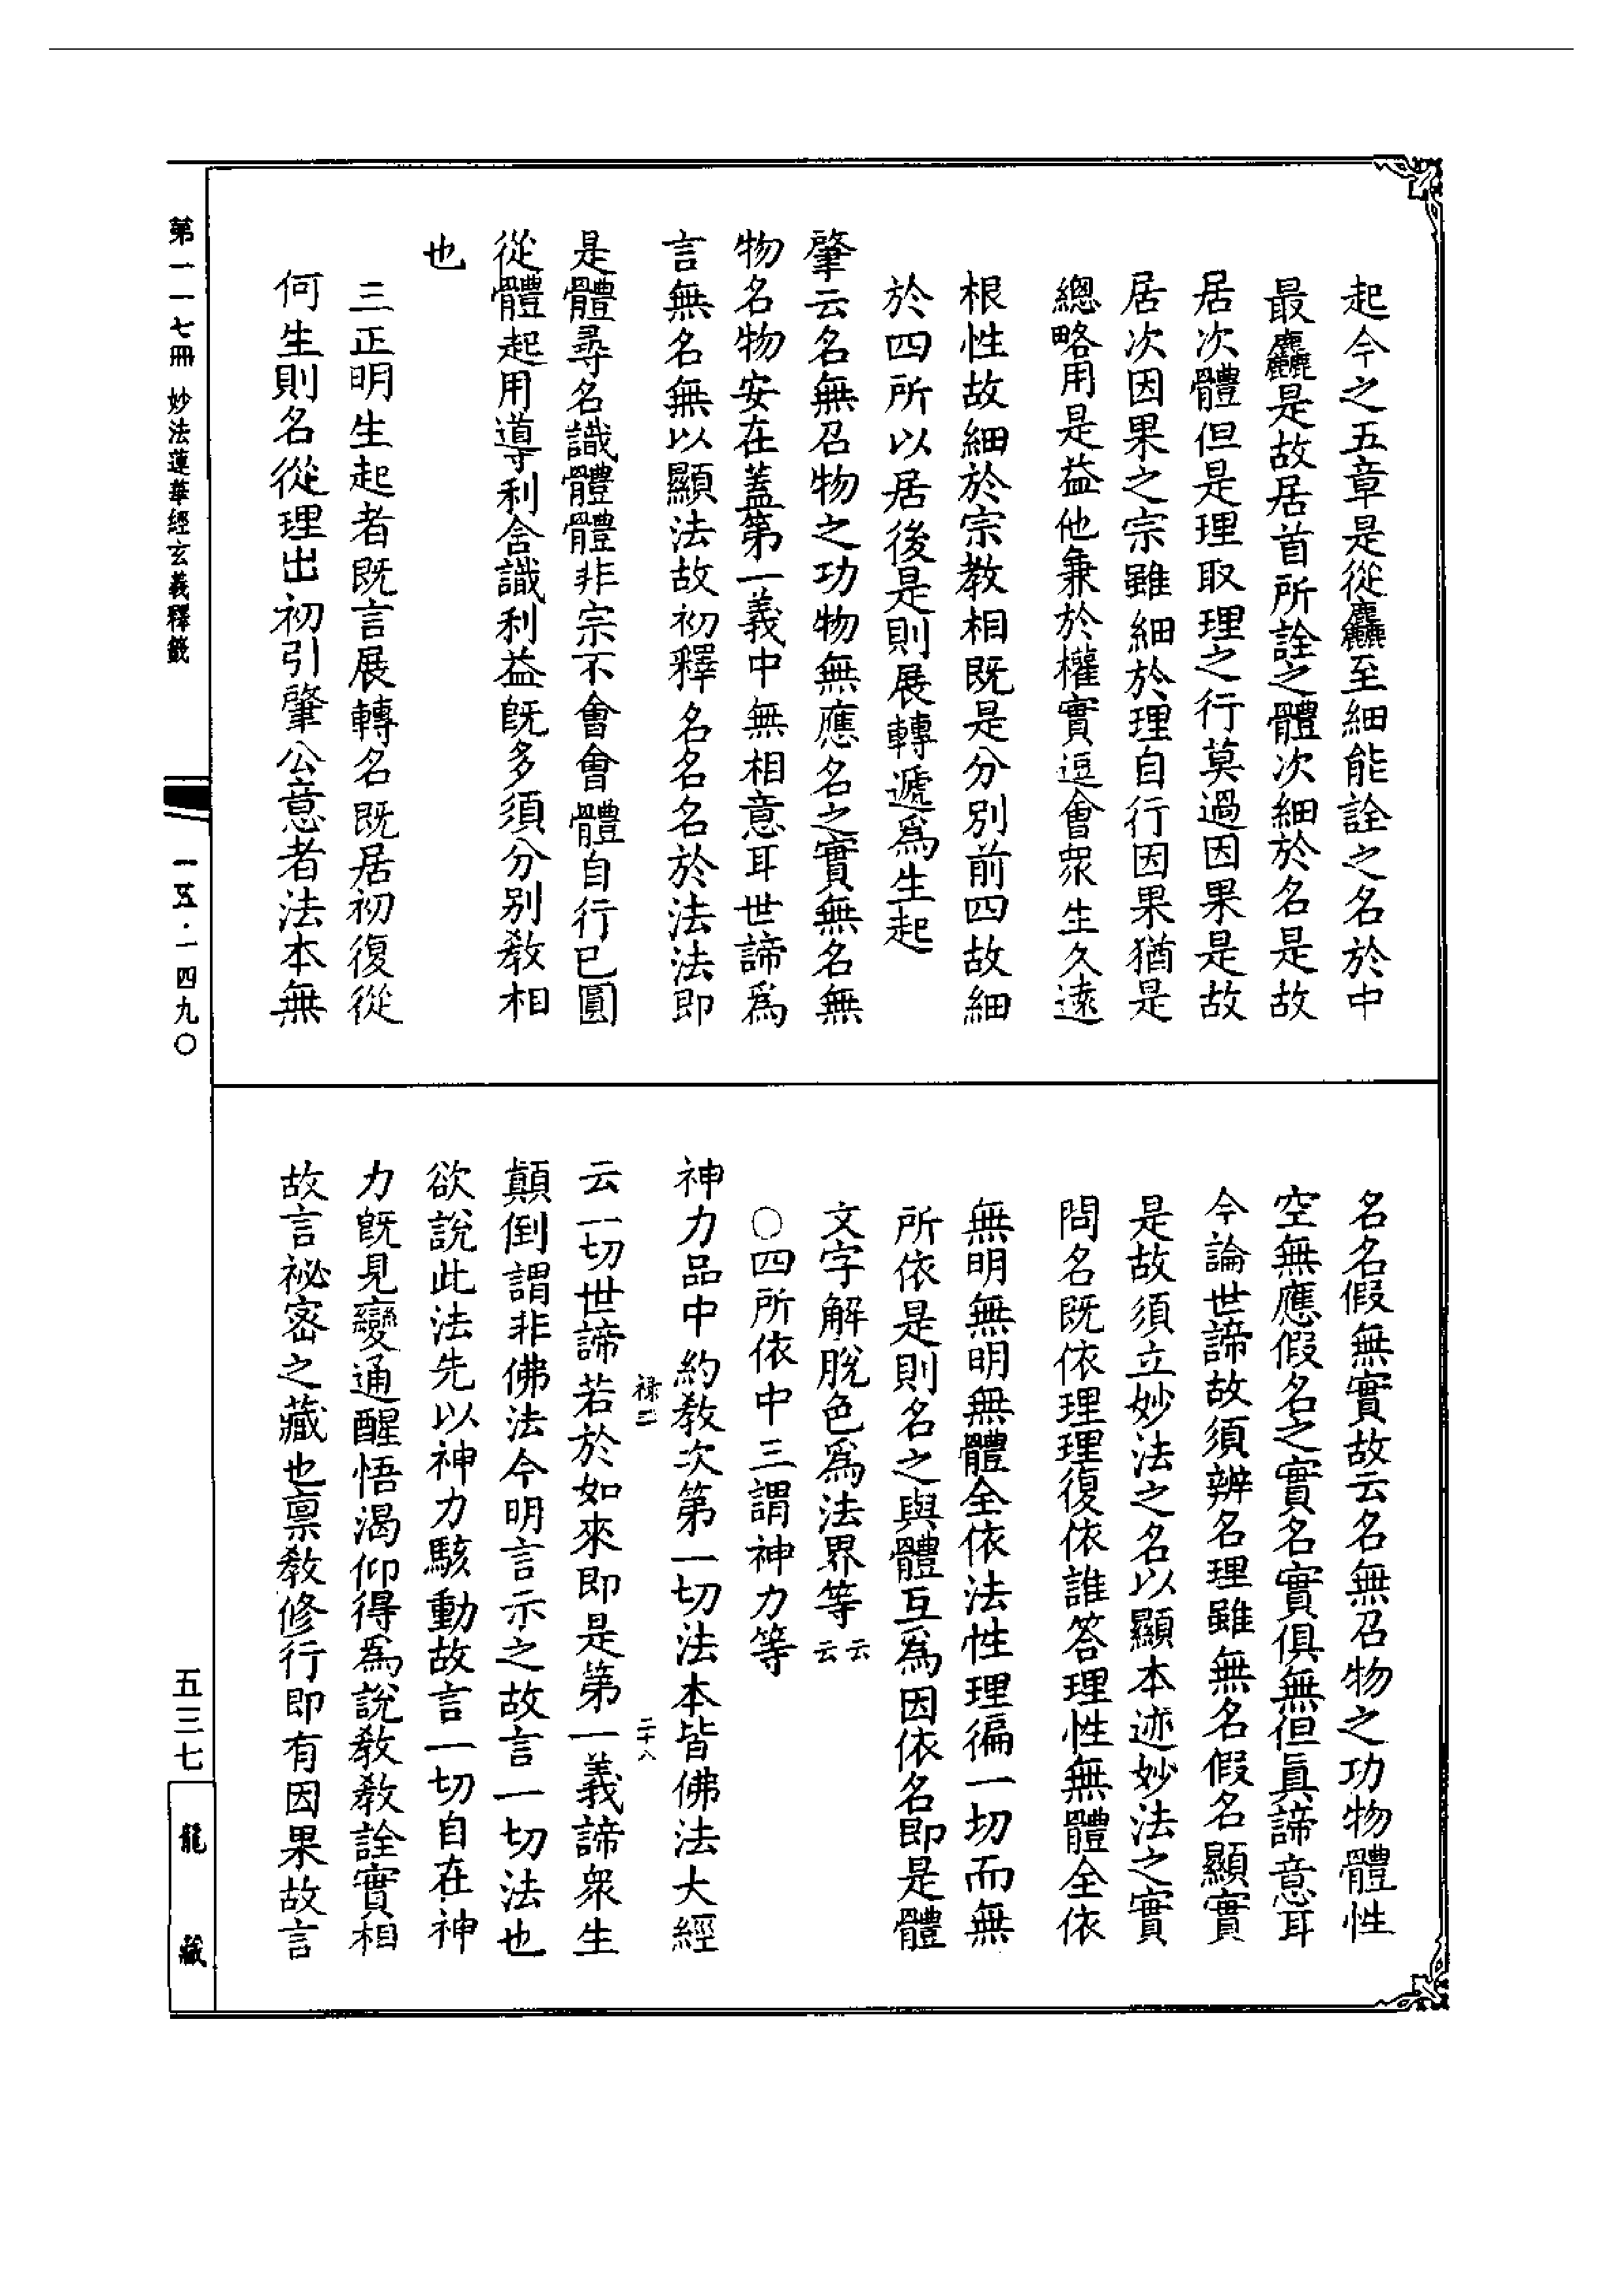 起今之五章是從麤至細能詮之名於中
最麤是故居首所詮之體次細於名是故
居次體但是理取理之行莫過因果是故
居次因果之宗雖細於理自行因果猶是
總略用是益他兼於權實逗會衆生久遠
根性故細於宗教相既是分別前四故細
於四所以居後是則展轉遞爲生起
肇云名無召物之功物無應名之實無名無
物名物安在蓋第一義中無相意耳世諦爲
言無名無以顯法故初釋名名名於法法即
是體尋名識體體非宗不會會體自行已圓
從體起用導利含識利益旣多須分別教相
也
三正明生起者既言展轉名既居初復從
何生則名從理出初引肇公意者法本無
名名假無實故云名無召物之功物體性
空無應假名之實名實俱無但眞諦意耳
今論世諦故須辨名理雖無名假名顯實
是故須立妙法之名以顯本迹妙法之實
問名既依理理復依誰答理性無體全依
無明無明無體全依法性理徧一切而無
所依是則名之與體互爲因依名即是體
文字解脫色爲法界等云云
○四所依中三謂神力等
神力品中約教次第一切法本皆佛法大經
祿二 二十八
云一切世諦若於如來即是第一義諦衆生
顚倒謂非佛法今明言示之故言一切法也
欲說此法先以神力駭動故言一切自在神
力旣見變通醒悟渴仰得爲說教教詮實相
故言祕密之藏也禀教修行即有因果故言
第一一七冊 妙法蓮華經玄義釋籤
一五·一四九〇
五三七
龍藏